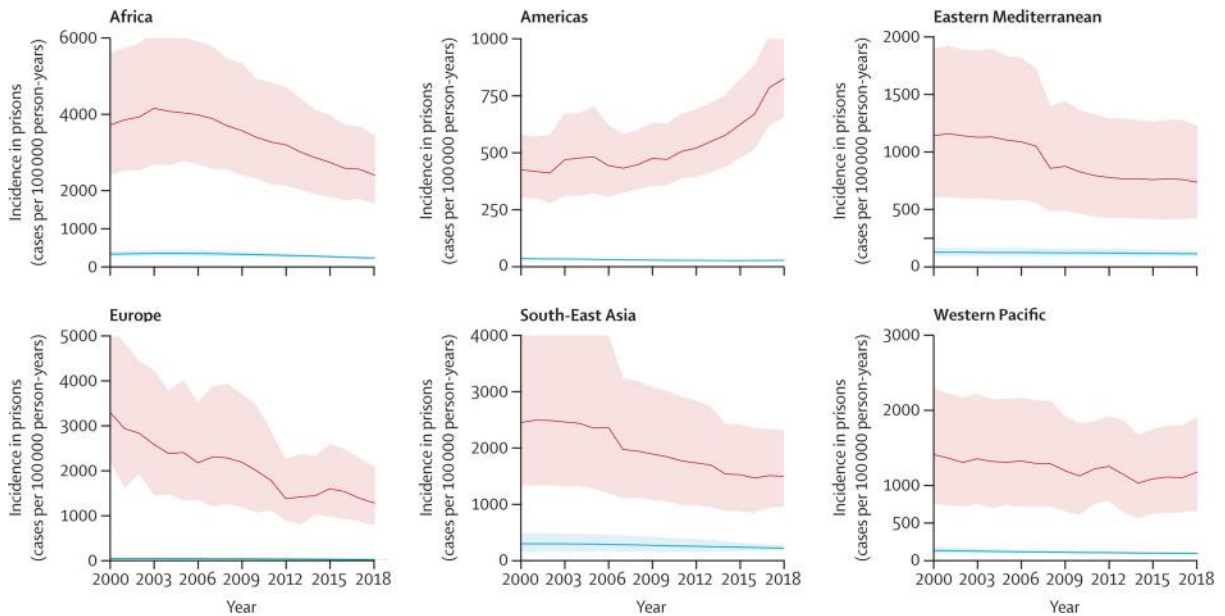 Africa
6000
4000
2000
1000
0
Incidence in prisons
(cases per 100 000 person-years)
Americas
1000
750
500
250
0
Incidence in prisons
(cases per 100 000 person-years)
Eastern Mediterranean
2000
1000
500
0
Incidence in prisons
(cases per 100 000 person-years)
Europe
5000
4000
3000
2000
1000
0
Incidence in prisons
(cases per 100 000 person-years)
2000 2003 2006 2009 2012 2015 2018
Year
South-East Asia
4000
3000
2000
1000
0
Incidence in prisons
(cases per 100 000 person-years)
2000 2003 2006 2009 2012 2015 2018
Year
Western Pacific
3000
2000
1000
500
0
Incidence in prisons
(cases per 100 000 person-years)
2000 2003 2006 2009 2012 2015 2018
Year